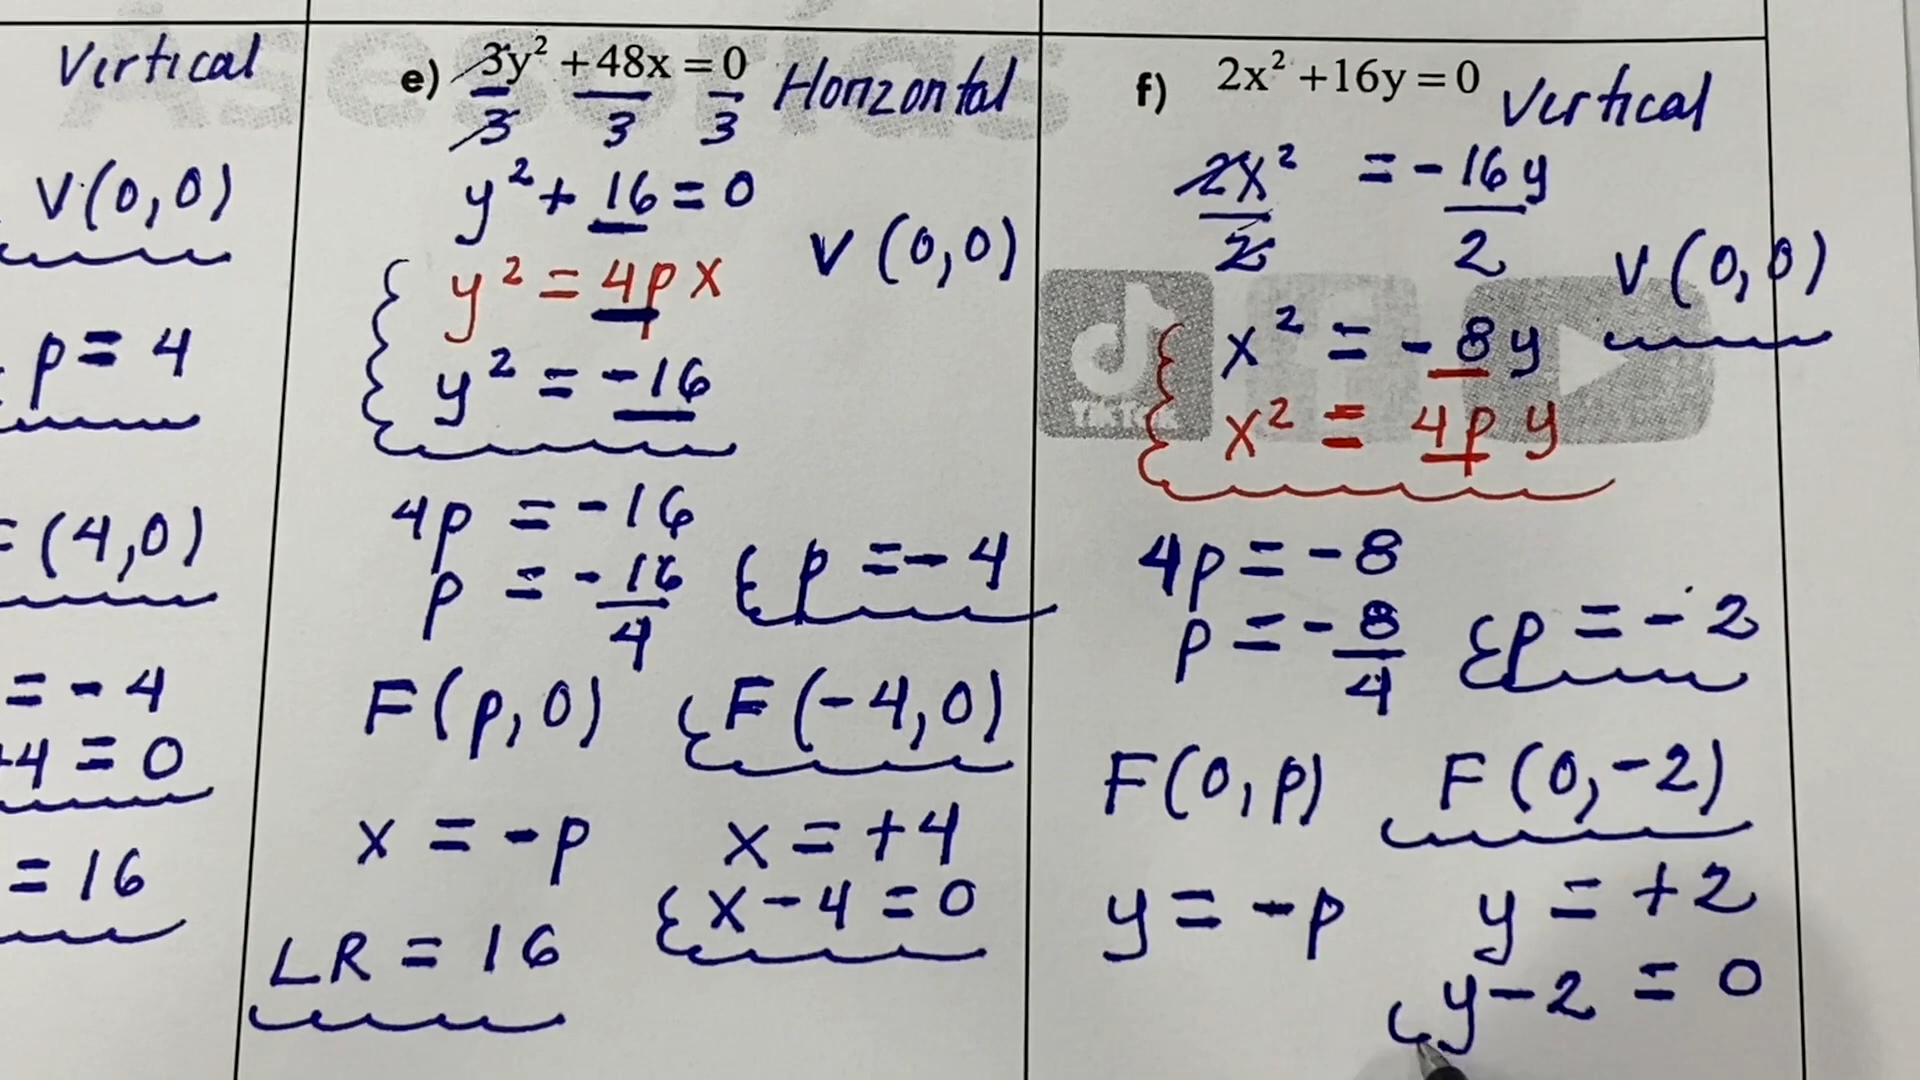 Vertical
V(0,0)
p=4
(4,0)
=-4
+4=0
=16
e) 3y² +48x = 0 Horizontal
3 3 3
y²+16=0
V(0,0)
y²=4px
y²=-16
4p=-16
p=-16/4 p=-4
F(p,0) F(-4,0)
x=-p x=+4
x-4=0
LR=16
f) 2x² +16y = 0 Vertical
2x²/2 = -16y/2
V(0,0)
x²=-8y
x²=4py
4p=-8
p=-8/4 p=-2
F(0,p) F(0,-2)
y=-p y=+2
y-2=0
TikTok